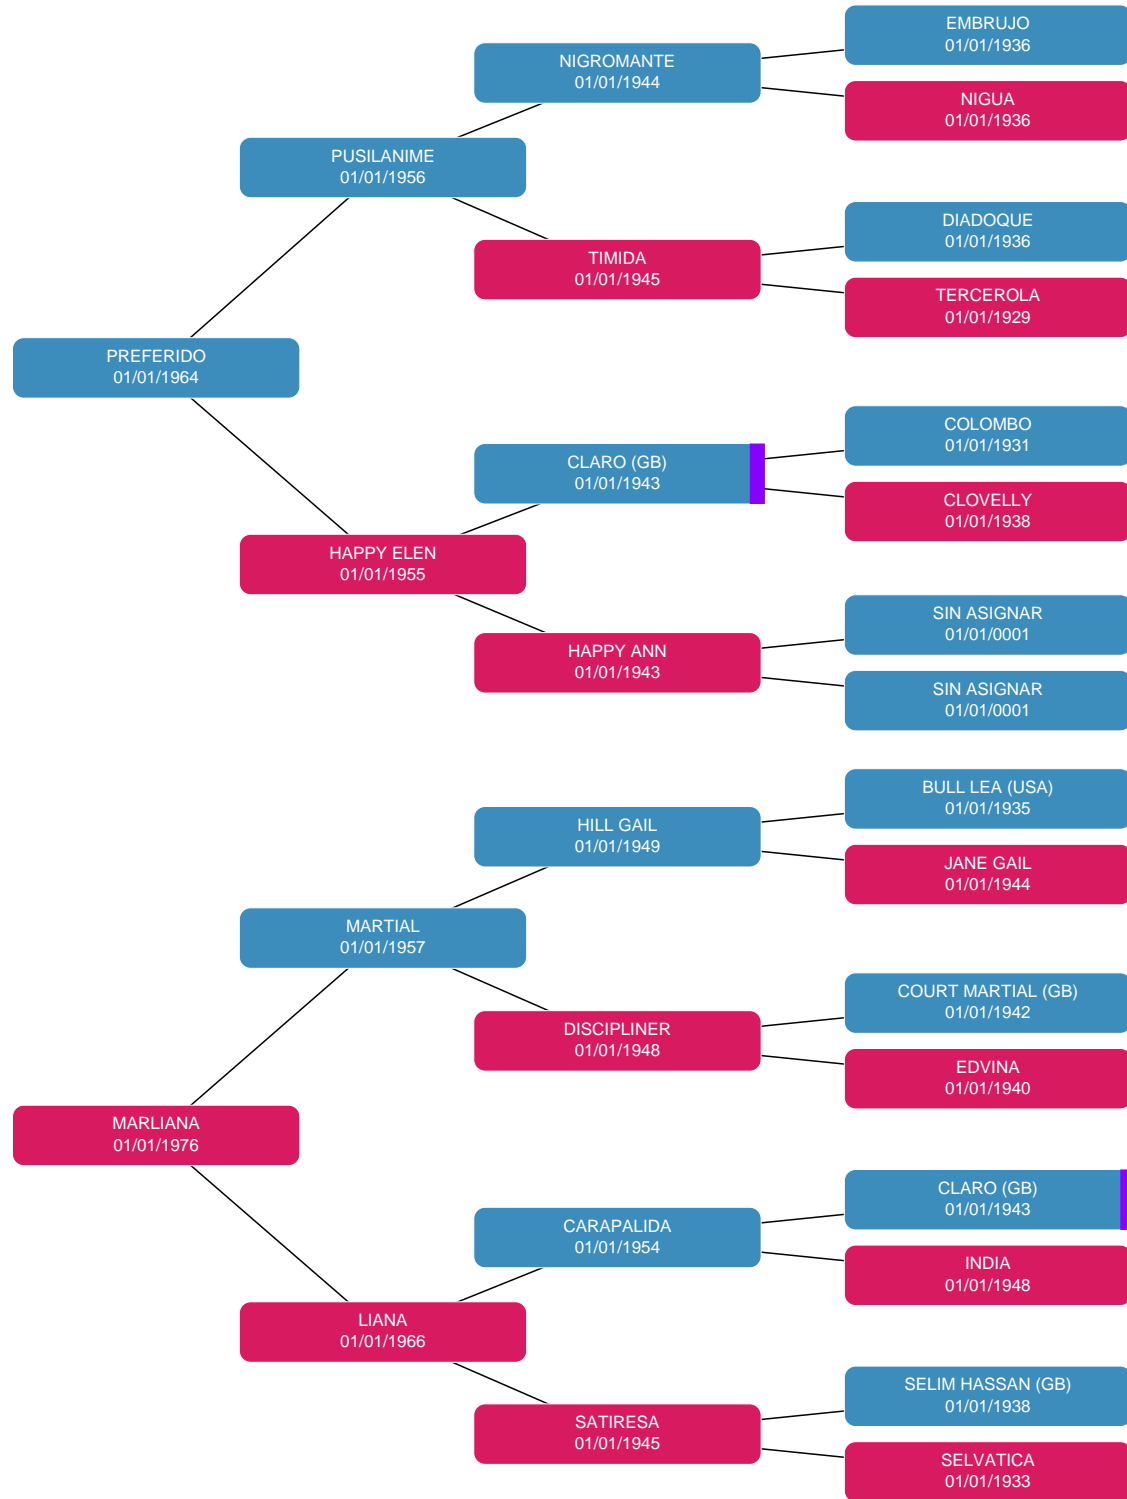 EMBRUJO
01/01/1936
NIGROMANTE
01/01/1944
NIGUA
01/01/1936
PUSILANIME
01/01/1956
DIADOQUE
01/01/1936
TIMIDA
01/01/1945
TERCEROLA
01/01/1929
PREFERIDO
01/01/1964
COLOMBO
01/01/1931
CLARO (GB)
01/01/1943
CLOVELLY
01/01/1938
HAPPY ELEN
01/01/1955
SIN ASIGNAR
01/01/0001
HAPPY ANN
01/01/1943
SIN ASIGNAR
01/01/0001
BULL LEA (USA)
01/01/1935
HILL GAIL
01/01/1949
JANE GAIL
01/01/1944
MARTIAL
01/01/1957
COURT MARTIAL (GB)
01/01/1942
DISCIPLINER
01/01/1948
EDVINA
01/01/1940
MARLIANA
01/01/1976
CLARO (GB)
01/01/1943
CARAPALIDA
01/01/1954
INDIA
01/01/1948
LIANA
01/01/1966
SELIM HASSAN (GB)
01/01/1938
SATIRESA
01/01/1945
SELVATICA
01/01/1933